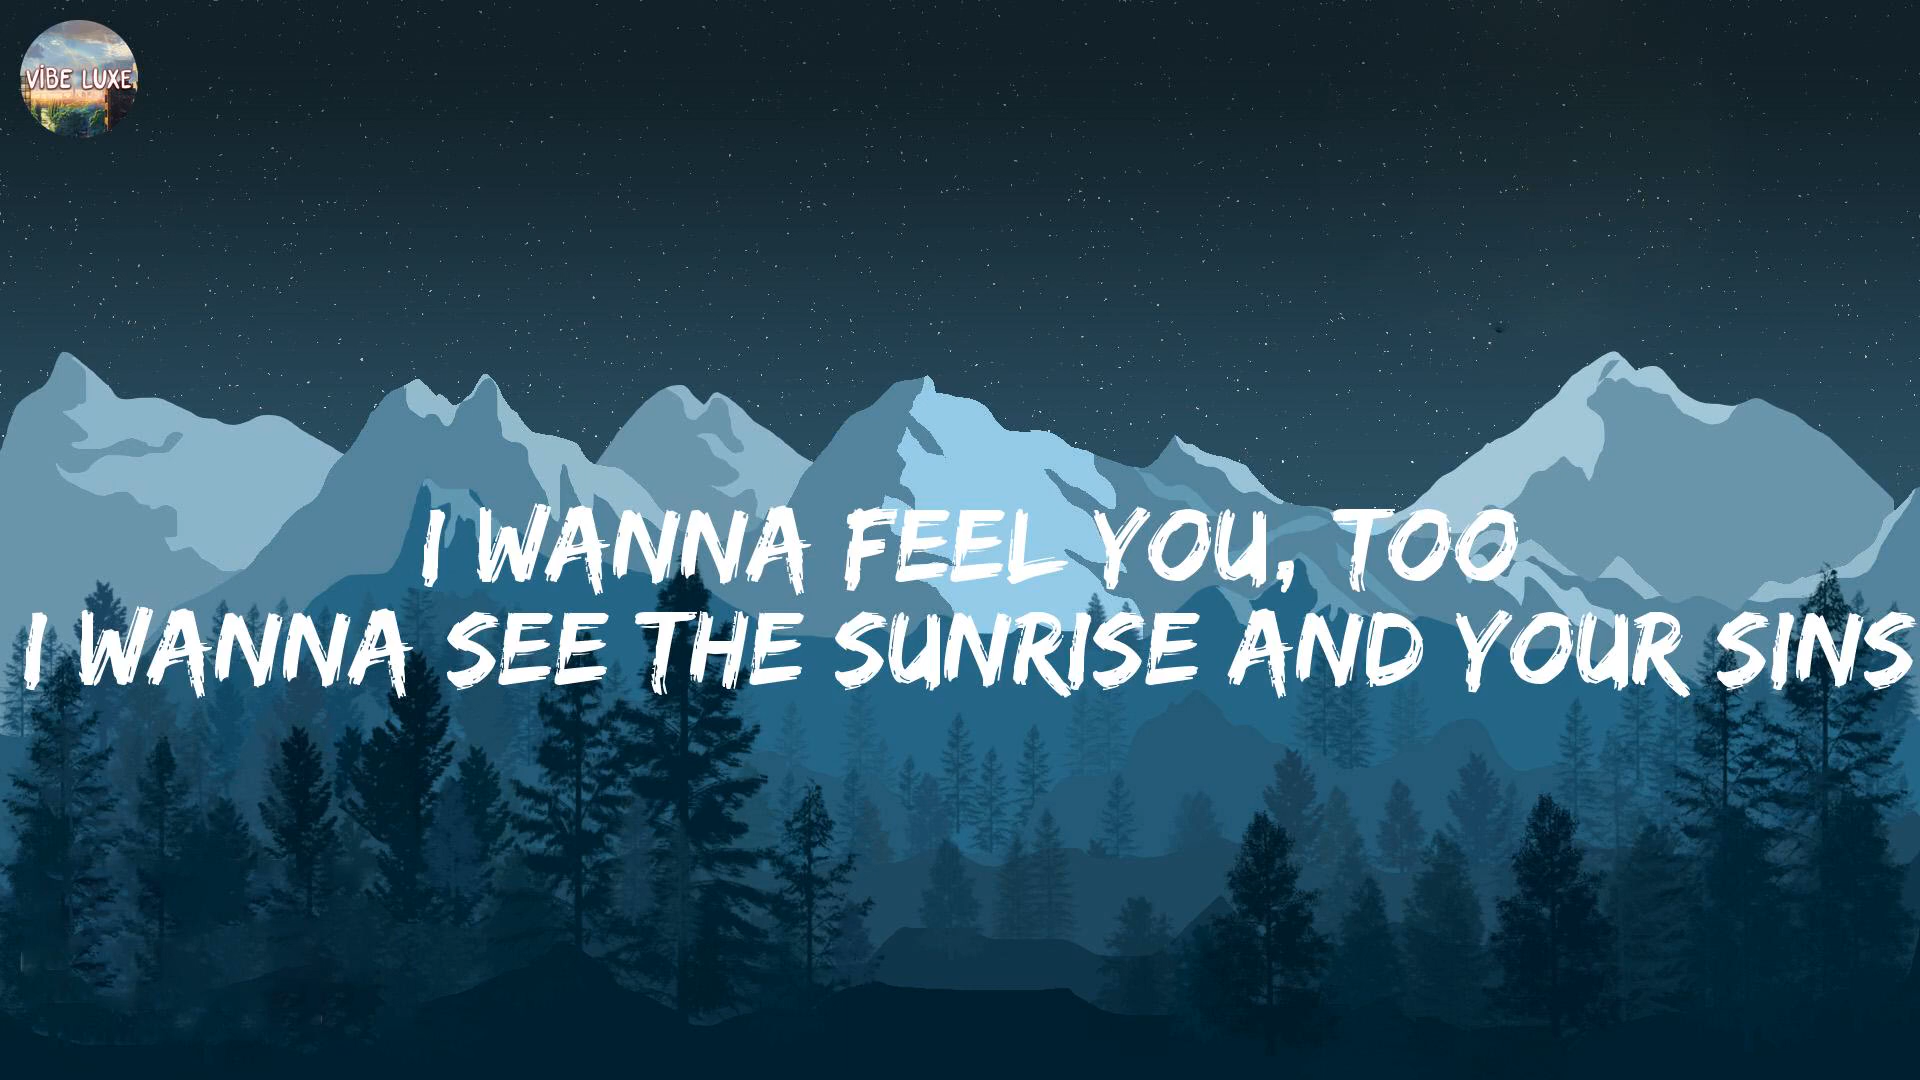 VIBE LUXE
I WANNA FEEL YOU, TOO
I WANNA SEE THE SUNRISE AND YOUR SINS